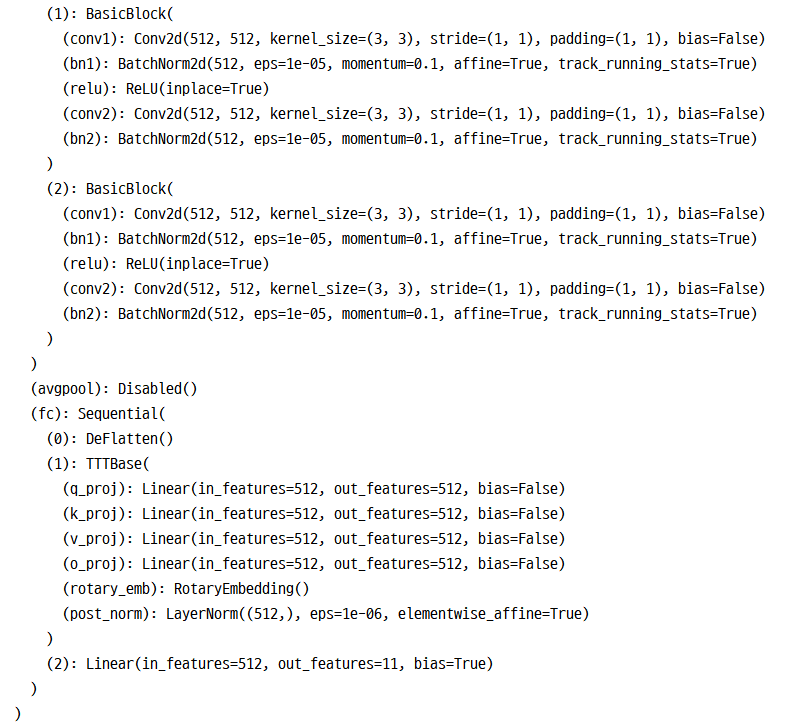 (1): BasicBlock(
(conv1): Conv2d(512, 512, kernel_size=(3, 3), stride=(1, 1), padding=(1, 1), bias=False)
(bn1): BatchNorm2d(512, eps=1e-05, momentum=0.1, affine=True, track_running_stats=True)
(relu): ReLU(inplace=True)
(conv2): Conv2d(512, 512, kernel_size=(3, 3), stride=(1, 1), padding=(1, 1), bias=False)
(bn2): BatchNorm2d(512, eps=1e-05, momentum=0.1, affine=True, track_running_stats=True)
)
(2): BasicBlock(
(conv1): Conv2d(512, 512, kernel_size=(3, 3), stride=(1, 1), padding=(1, 1), bias=False)
(bn1): BatchNorm2d(512, eps=1e-05, momentum=0.1, affine=True, track_running_stats=True)
(relu): ReLU(inplace=True)
(conv2): Conv2d(512, 512, kernel_size=(3, 3), stride=(1, 1), padding=(1, 1), bias=False)
(bn2): BatchNorm2d(512, eps=1e-05, momentum=0.1, affine=True, track_running_stats=True)
)
)
(avgpool): Disabled()
(fc): Sequential(
(0): DeFlatten()
(1): TTTBase(
(q_proj): Linear(in_features=512, out_features=512, bias=False)
(k_proj): Linear(in_features=512, out_features=512, bias=False)
(v_proj): Linear(in_features=512, out_features=512, bias=False)
(o_proj): Linear(in_features=512, out_features=512, bias=False)
(rotary_emb): RotaryEmbedding()
(post_norm): LayerNorm((512,), eps=1e-06, elementwise_affine=True)
)
(2): Linear(in_features=512, out_features=11, bias=True)
)
)